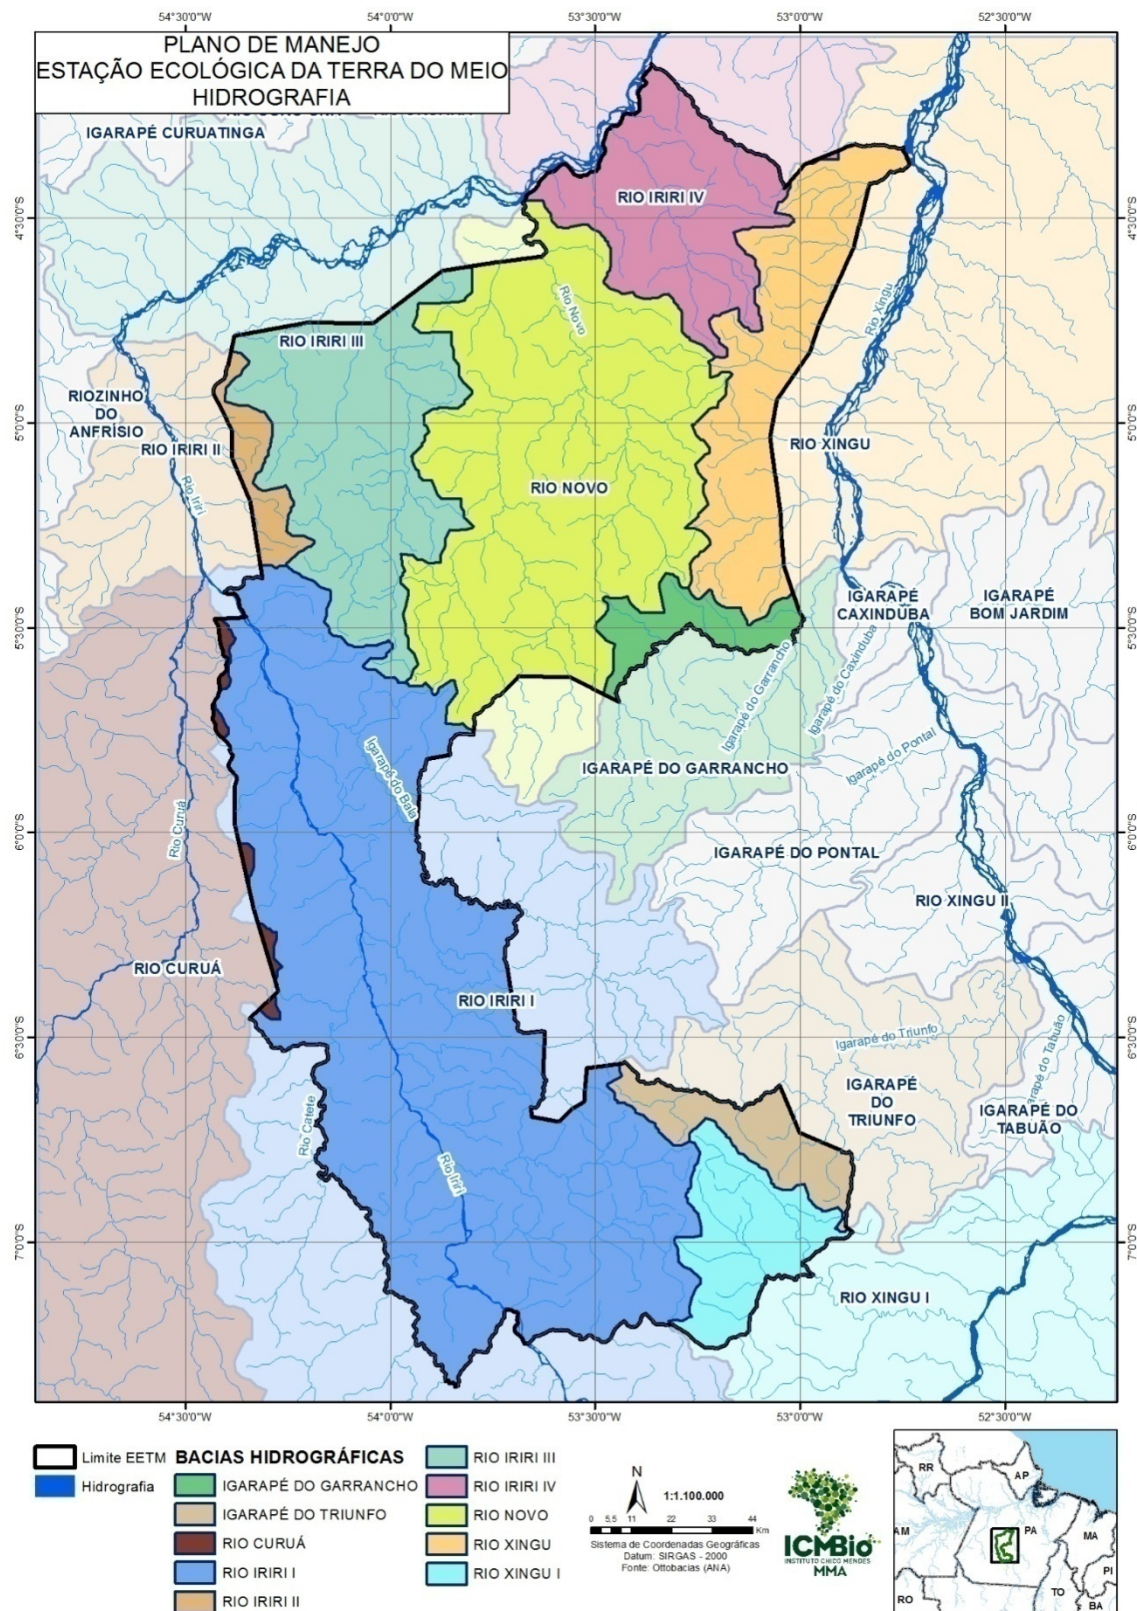 54°30'0"W 54°0'0"W 53°30'0"W 53°0'0"W 52°30'0"W
PLANO DE MANEJO
ESTAÇÃO ECOLÓGICA DA TERRA DO MEIO
HIDROGRAFIA
IGARAPÉ CURUATINGA
RIO IRIRI IV
4°30'0"S 4°30'0"S
Rio Novo
Rio Xingu
RIO IRIRI III
RIOZINHO
DO
ANFRÍSIO
5°0'0"S 5°0'0"S
RIO IRIRI II
RIO XINGU
Rio Iriri
RIO NOVO
IGARAPÉ
CAXINDUBA
IGARAPÉ
BOM JARDIM
5°30'0"S 5°30'0"S
Igarapé do Garrancho
Igarapé do Caxinduba
Igarapé do Pontal
Igarapé do Baía
IGARAPÉ DO GARRANCHO
Rio Curuá
6°0'0"S 6°0'0"S
IGARAPÉ DO PONTAL
RIO XINGU II
RIO CURUÁ
RIO IRIRI I
6°30'0"S 6°30'0"S
Igarapé do Triunfo
Igarapé do Tabuão
IGARAPÉ
DO
TRIUNFO
IGARAPÉ DO
TABUÃO
Rio Catete
Rio Iriri
7°0'0"S 7°0'0"S
RIO XINGU I
54°30'0"W 54°0'0"W 53°30'0"W 53°0'0"W 52°30'0"W
Limite EETM
Hidrografia
BACIAS HIDROGRÁFICAS
IGARAPÉ DO GARRANCHO
IGARAPÉ DO TRIUNFO
RIO CURUÁ
RIO IRIRI I
RIO IRIRI II
RIO IRIRI III
RIO IRIRI IV
RIO NOVO
RIO XINGU
RIO XINGU I
N
1:1.100.000
0 5,5 11 22 33 44
Km
Sistema de Coordenadas Geográficas
Datum: SIRGAS - 2000
Fonte: Ottobacias (ANA)
ICMBio
INSTITUTO CHICO MENDES
MMA
RR
AP
AM
PA
MA
PI
TO
RO
BA